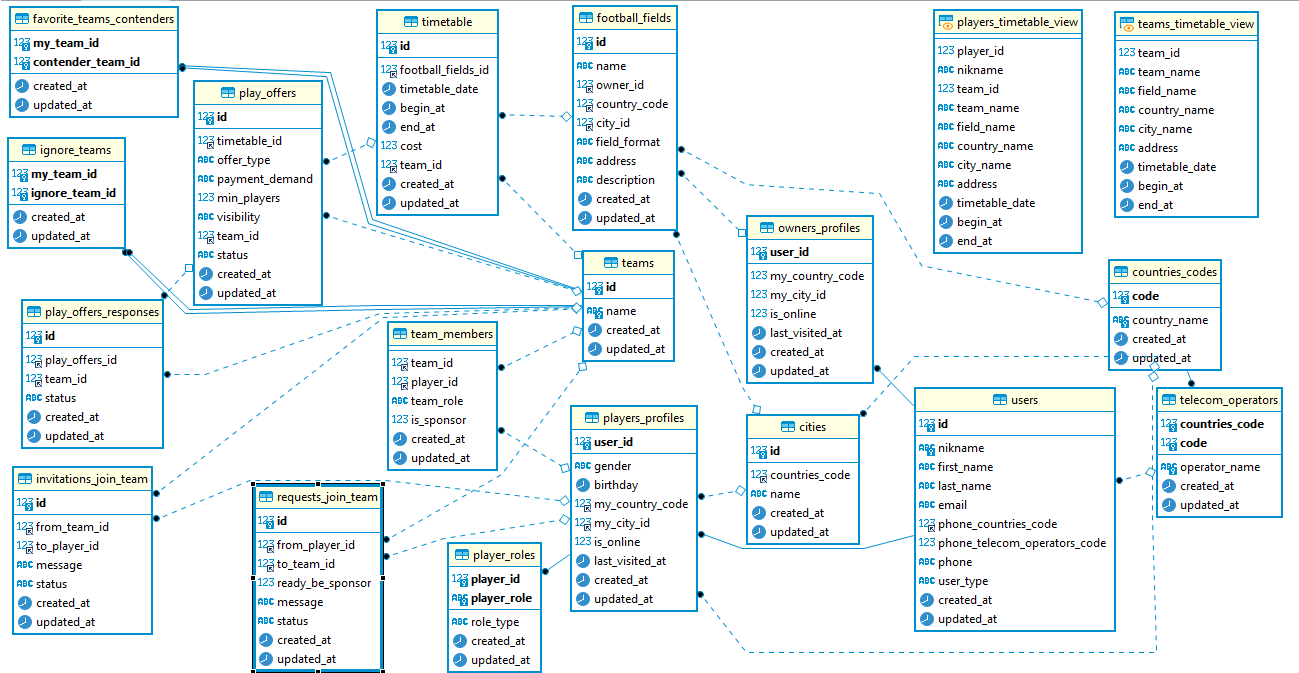 favorite_teams_contenders
123 my_team_id
123 contender_team_id
created_at
updated_at
timetable
123 id
123 football_fields_id
timetable_date
begin_at
end_at
123 cost
123 team_id
created_at
updated_at
football_fields
123 id
ABC name
123 owner_id
123 country_code
123 city_id
ABC field_format
ABC address
ABC description
created_at
updated_at
players_timetable_view
123 player_id
ABC nikname
123 team_id
ABC team_name
ABC field_name
ABC country_name
ABC city_name
ABC address
timetable_date
begin_at
end_at
teams_timetable_view
123 team_id
ABC team_name
ABC field_name
ABC country_name
ABC city_name
ABC address
timetable_date
begin_at
end_at
play_offers
123 id
123 timetable_id
ABC offer_type
ABC payment_demand
123 min_players
ABC visibility
123 team_id
ABC status
created_at
updated_at
ignore_teams
123 my_team_id
123 ignore_team_id
created_at
updated_at
owners_profiles
123 user_id
123 my_country_code
123 my_city_id
123 is_online
last_visited_at
created_at
updated_at
teams
123 id
ABC name
created_at
updated_at
countries_codes
123 code
ABC country_name
created_at
updated_at
play_offers_responses
123 id
123 play_offers_id
123 team_id
ABC status
created_at
updated_at
team_members
123 team_id
123 player_id
ABC team_role
123 is_sponsor
created_at
updated_at
players_profiles
123 user_id
ABC gender
birthday
123 my_country_code
123 my_city_id
123 is_online
last_visited_at
created_at
updated_at
cities
123 id
123 countries_code
ABC name
created_at
updated_at
users
123 id
ABC nikname
ABC first_name
ABC last_name
ABC email
123 phone_countries_code
123 phone_telecom_operators_code
ABC phone
ABC user_type
created_at
updated_at
telecom_operators
123 countries_code
123 code
ABC operator_name
created_at
updated_at
invitations_join_team
123 id
123 from_team_id
123 to_player_id
ABC message
ABC status
created_at
updated_at
requests_join_team
123 id
123 from_player_id
123 to_team_id
123 ready_be_sponsor
ABC message
ABC status
created_at
updated_at
player_roles
123 player_id
ABC player_role
ABC role_type
created_at
updated_at